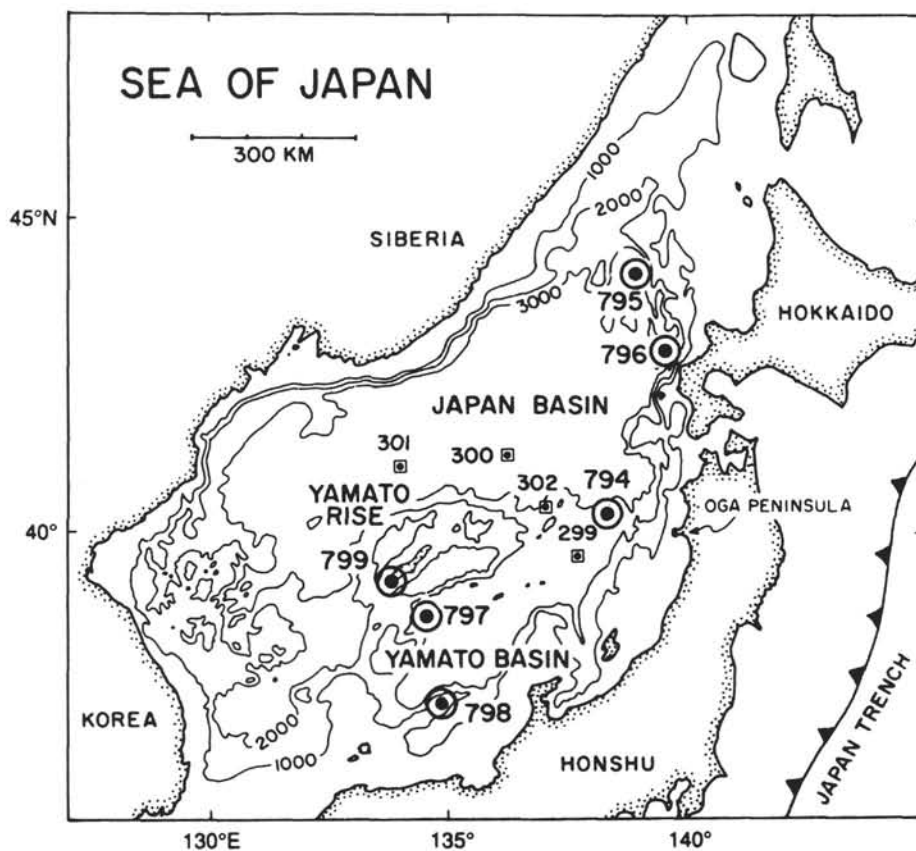 SEA OF JAPAN
300 KM
1000
2000
3000
45°N
SIBERIA
795
HOKKAIDO
796
JAPAN BASIN
301
300
302
794
YAMATO
RISE
OGA PENINSULA
40°
299
799
797
YAMATO BASIN
798
KOREA
2000
1000
HONSHU
JAPAN TRENCH
130°E
135°
140°